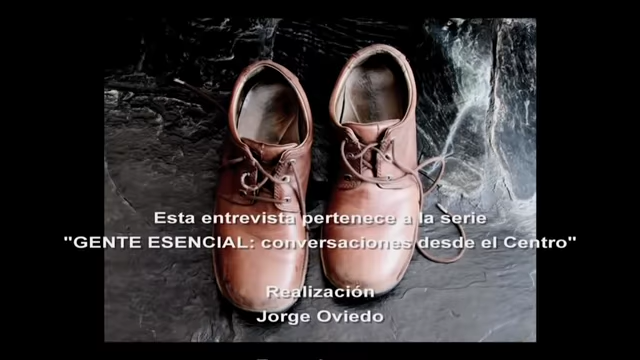 Esta entrevista pertenece a la serie
"GENTE ESENCIAL: conversaciones desde el Centro"
Realización
Jorge Oviedo